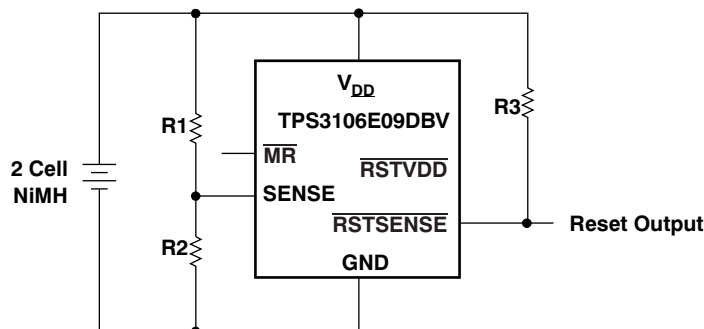 V_DD
R1
TPS3106E09DBV
R3
MR
RSTVDD
2 Cell
NiMH
SENSE
RSTSENSE
Reset Output
R2
GND